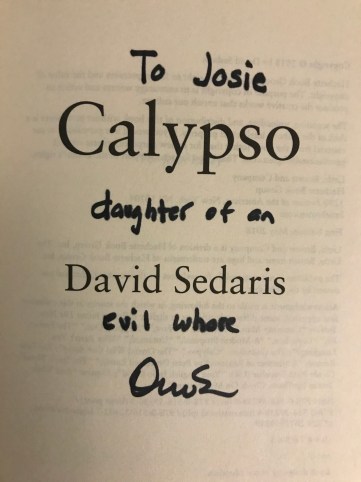 To Josie
Calypso
daughter of an
David Sedaris
evil whore